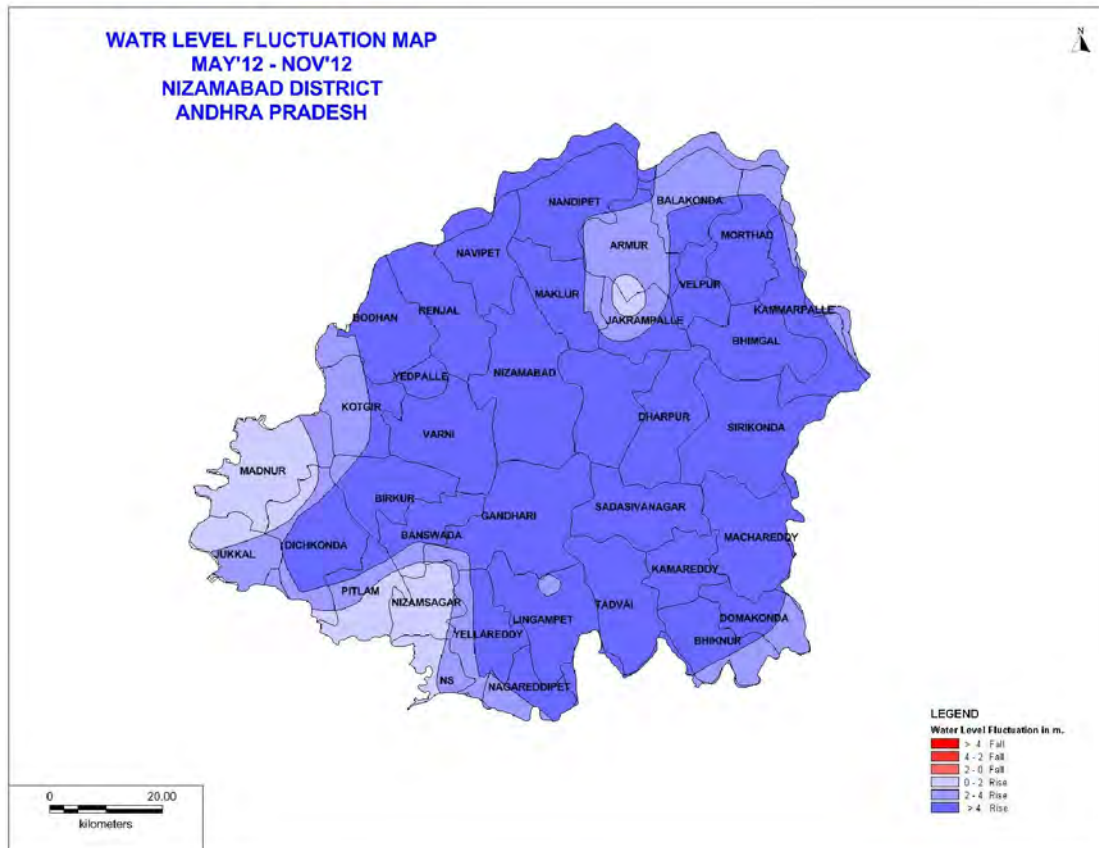 WATR LEVEL FLUCTUATION MAP
MAY'12 - NOV'12
NIZAMABAD DISTRICT
ANDHRA PRADESH
N
NANDIPET
BALAKONDA
MORTHAD
ARMUR
NAVIPET
VELPUR
MAKLUR
RENJAL
KAMMARPALLE
BODHAN
JAKRAMPALLE
BHIMGAL
NIZAMABAD
YEDPALLE
KOTGIR
DHARPUR
SIRIKONDA
VARNI
MADNUR
BIRKUR
SADASIVANAGAR
GANDHARI
BANSWADA
MACHAREDDY
DICHKONDA
JUKKAL
KAMAREDDY
PITLAM
NIZAMSAGAR
TADVAI
LINGAMPET
DOMAKONDA
YELLAREDDY
BHIKNUR
NS
NAGAREDDIPET
LEGEND
Water Level Fluctuation in m.
> 4 Fall
4 - 2 Fall
2 - 0 Fall
0 - 2 Rise
2 - 4 Rise
> 4 Rise
0 20.00
kilometers